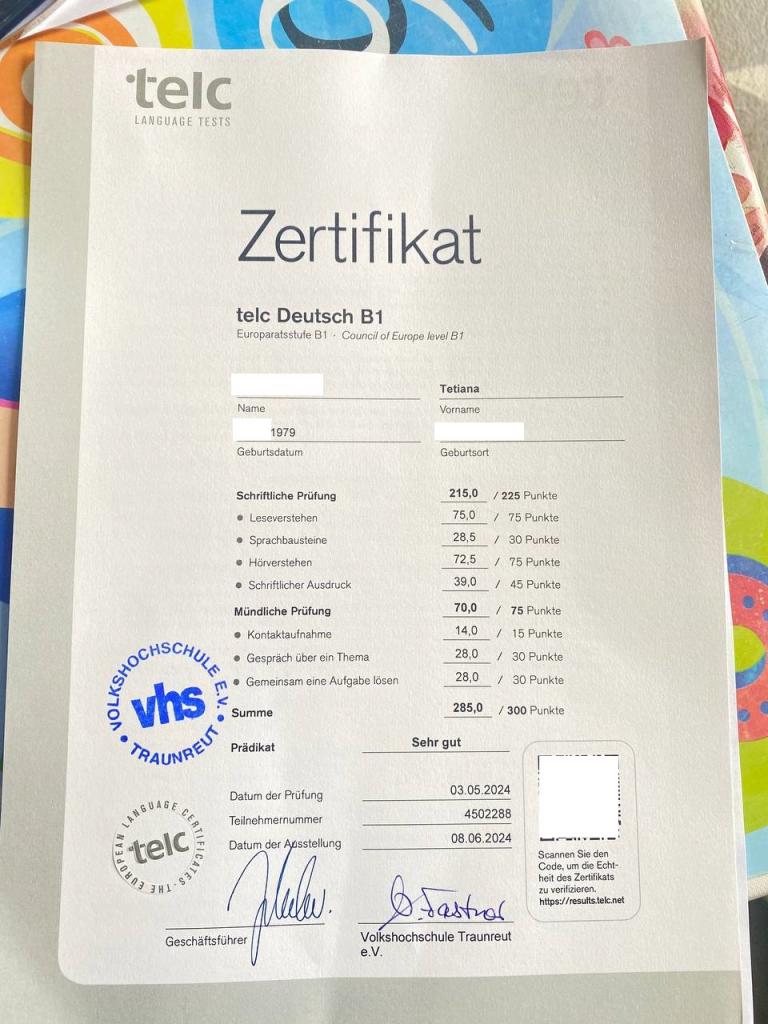 telc
LANGUAGE TESTS
Zertifikat
telc Deutsch B1
Europaratsstufe B1 · Council of Europe level B1
Tetiana
Name Vorname
1979
Geburtsdatum Geburtsort
Schriftliche Prüfung 215,0 / 225 Punkte
• Leseverstehen 75,0 / 75 Punkte
• Sprachbausteine 28,5 / 30 Punkte
• Hörverstehen 72,5 / 75 Punkte
• Schriftlicher Ausdruck 39,0 / 45 Punkte
Mündliche Prüfung 70,0 / 75 Punkte
• Kontaktaufnahme 14,0 / 15 Punkte
• Gespräch über ein Thema 28,0 / 30 Punkte
• Gemeinsam eine Aufgabe lösen 28,0 / 30 Punkte
Summe 285,0 / 300 Punkte
Prädikat Sehr gut
VOLKSHOCHSCHULE E.V.
vhs
• TRAUNREUT •
Datum der Prüfung 03.05.2024
Teilnehmernummer 4502288
Datum der Ausstellung 08.06.2024
THE EUROPEAN LANGUAGE CERTIFICATES
telc
Scannen Sie den
Code, um die Echt-
heit des Zertifikats
zu verifizieren.
https://results.telc.net
Geschäftsführer
Volkshochschule Traunreut
e.V.